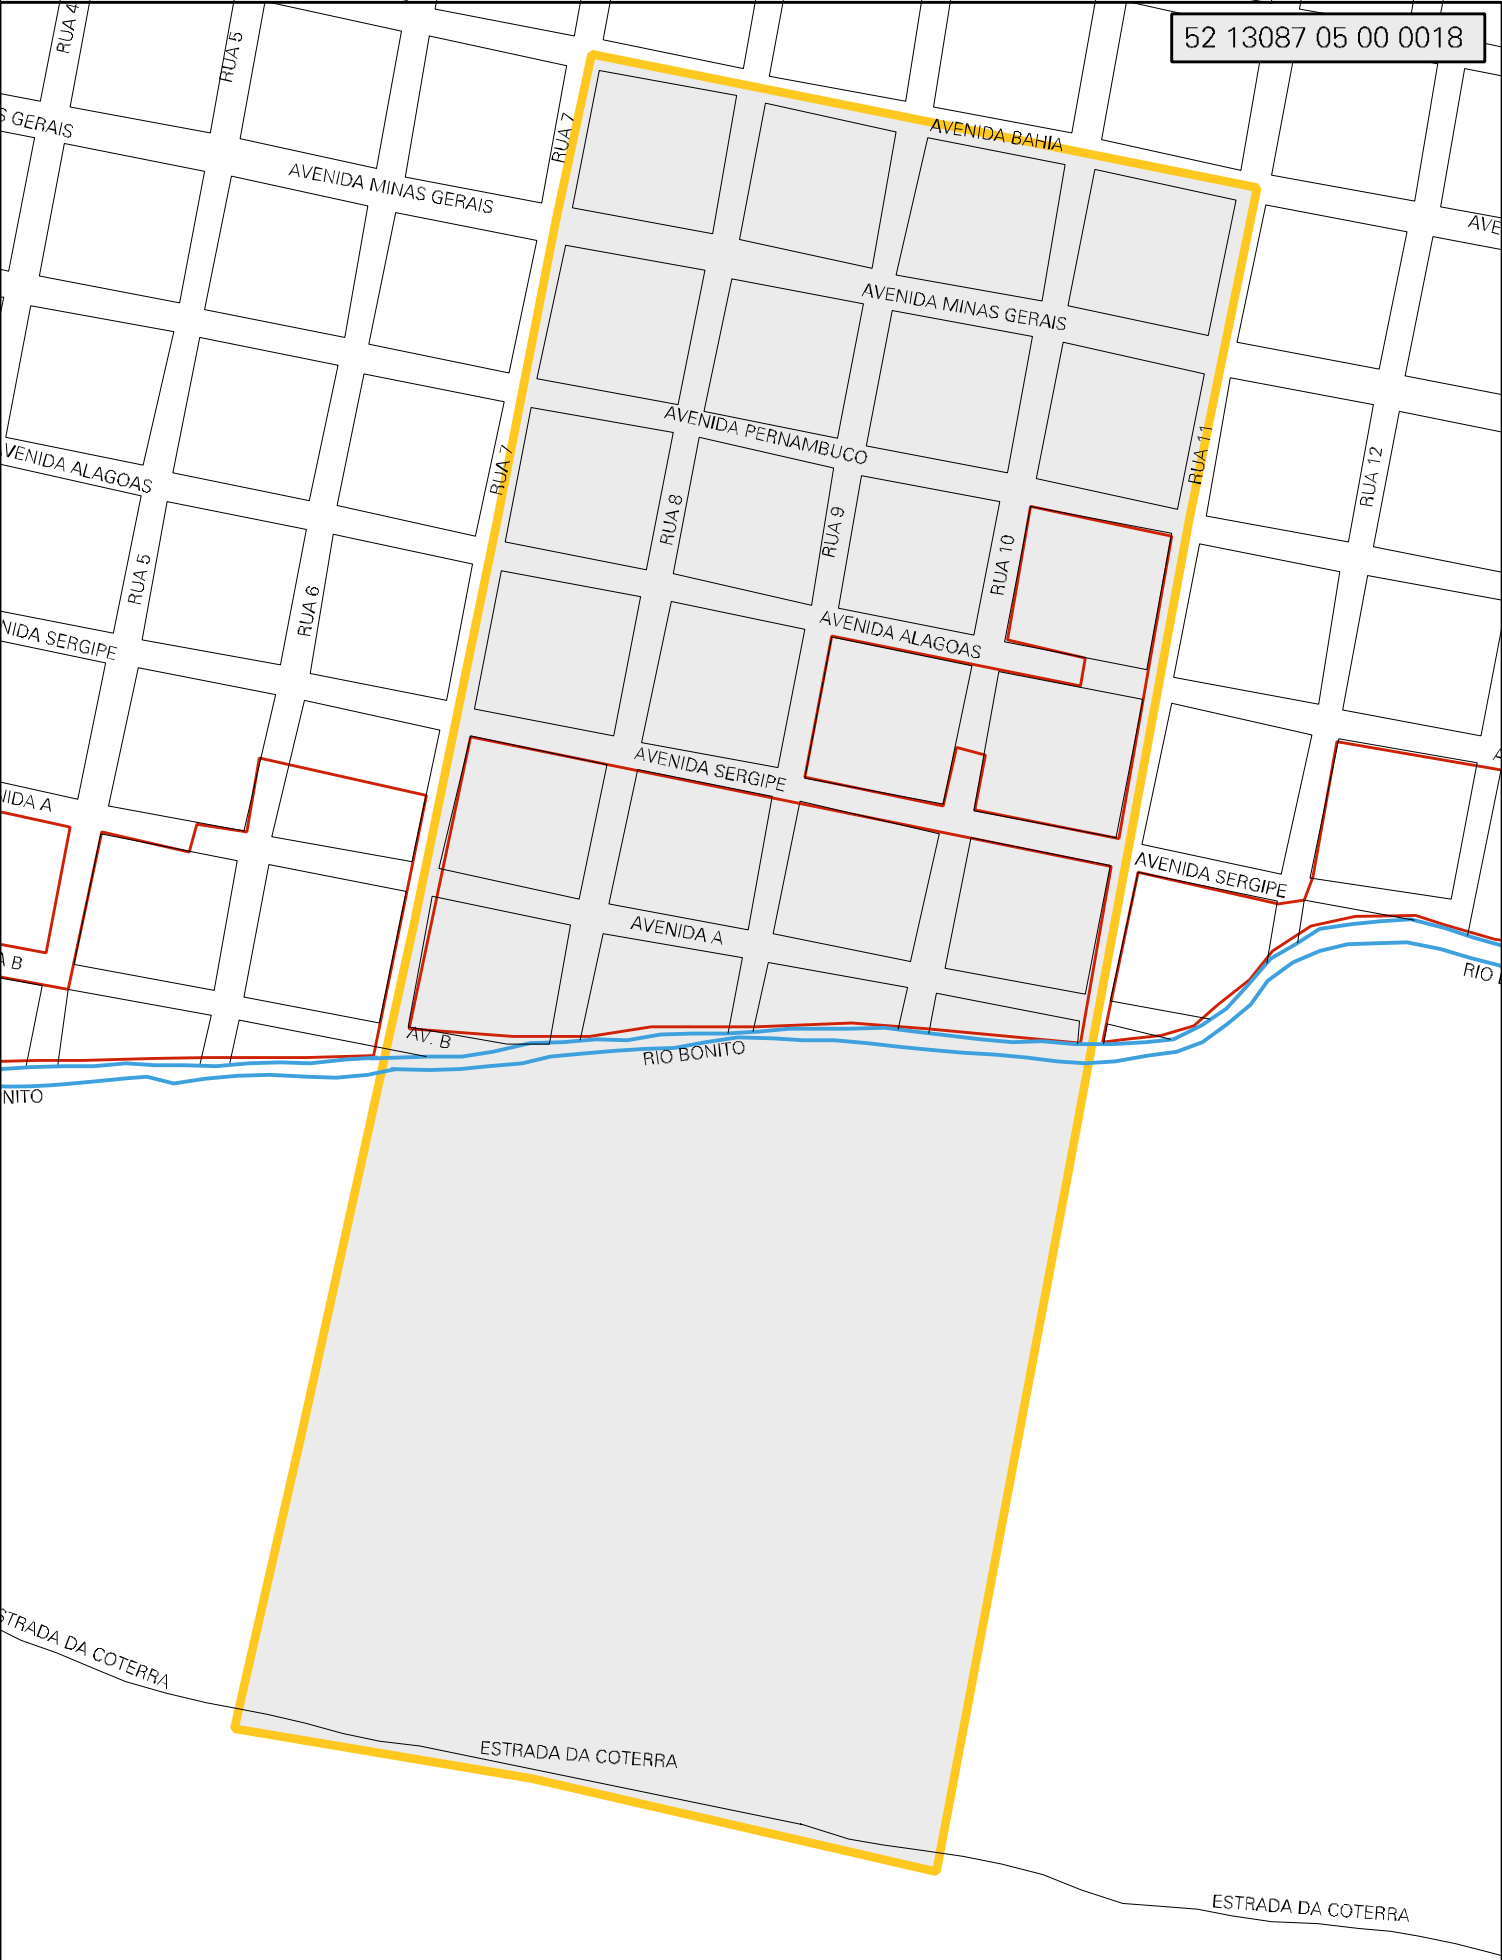 RUA 4
RUA 5
52 13087 05 00 0018
S GERAIS
RUA 7
AVENIDA BAHIA
AVENIDA MINAS GERAIS
AVE
AVENIDA MINAS GERAIS
AVENIDA PERNAMBUCO
RUA 11
VENIDA ALAGOAS
RUA 7
RUA 12
RUA 8
RUA 9
RUA 10
RUA 5
RUA 6
NIDA SERGIPE
AVENIDA ALAGOAS
AVENIDA SERGIPE
A
NIDA A
AVENIDA SERGIPE
AVENIDA A
A B
RIO
AV. B
RIO BONITO
NITO
STRADA DA COTERRA
ESTRADA DA COTERRA
ESTRADA DA COTERRA